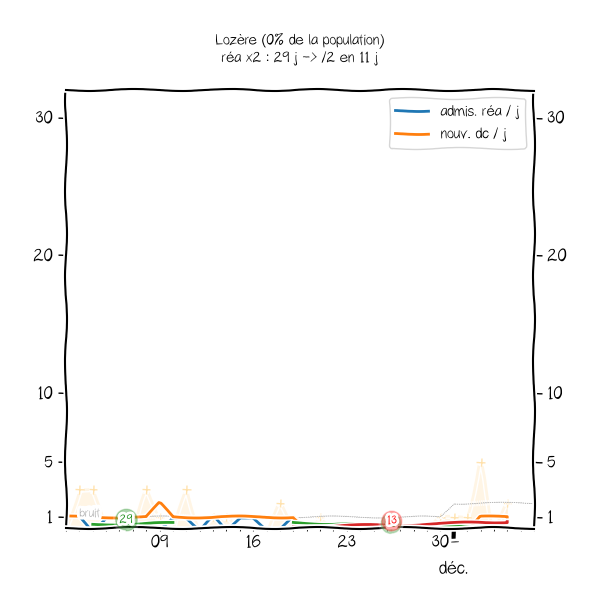 Lozère (0% de la population)
réa x2 : 29 j -> /2 en 11 j
admis. réa / j
nouv. dc / j
30
30
20
20
10
10
5
5
1
1
bruit
29
13
09
16
23
30
déc.